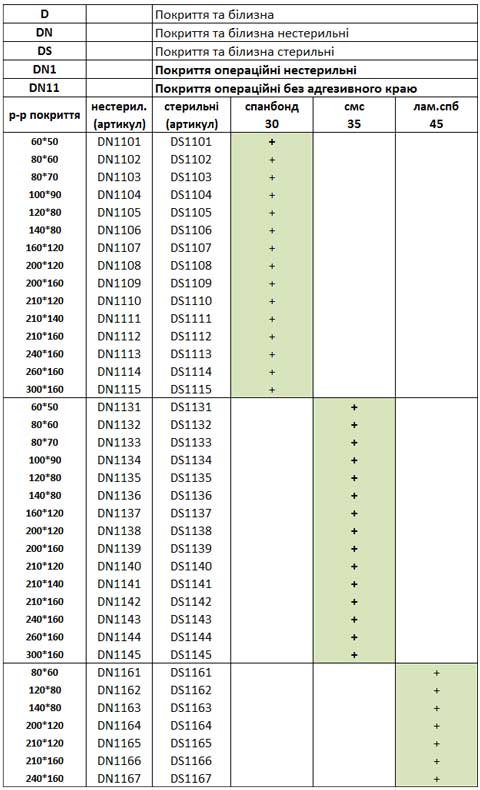 D Покриття та білизна
DN Покриття та білизна нестерильні
DS Покриття та білизна стерильні
DN1 Покриття операційні нестерильні
DN11 Покриття операційні без адгезивного краю
р-р покриття нестерил. (артикул) стерильні (артикул) спанбонд 30 смс 35 лам.спб 45
60*50 DN1101 DS1101 +
80*60 DN1102 DS1102 +
80*70 DN1103 DS1103 +
100*90 DN1104 DS1104 +
120*80 DN1105 DS1105 +
140*80 DN1106 DS1106 +
160*120 DN1107 DS1107 +
200*120 DN1108 DS1108 +
200*160 DN1109 DS1109 +
210*120 DN1110 DS1110 +
210*140 DN1111 DS1111 +
210*160 DN1112 DS1112 +
240*160 DN1113 DS1113 +
260*160 DN1114 DS1114 +
300*160 DN1115 DS1115 +
60*50 DN1131 DS1131 +
80*60 DN1132 DS1132 +
80*70 DN1133 DS1133 +
100*90 DN1134 DS1134 +
120*80 DN1135 DS1135 +
140*80 DN1136 DS1136 +
160*120 DN1137 DS1137 +
200*120 DN1138 DS1138 +
200*160 DN1139 DS1139 +
210*120 DN1140 DS1140 +
210*140 DN1141 DS1141 +
210*160 DN1142 DS1142 +
240*160 DN1143 DS1143 +
260*160 DN1144 DS1144 +
300*160 DN1145 DS1145 +
80*60 DN1161 DS1161 +
120*80 DN1162 DS1162 +
140*80 DN1163 DS1163 +
200*120 DN1164 DS1164 +
210*120 DN1165 DS1165 +
210*160 DN1166 DS1166 +
240*160 DN1167 DS1167 +